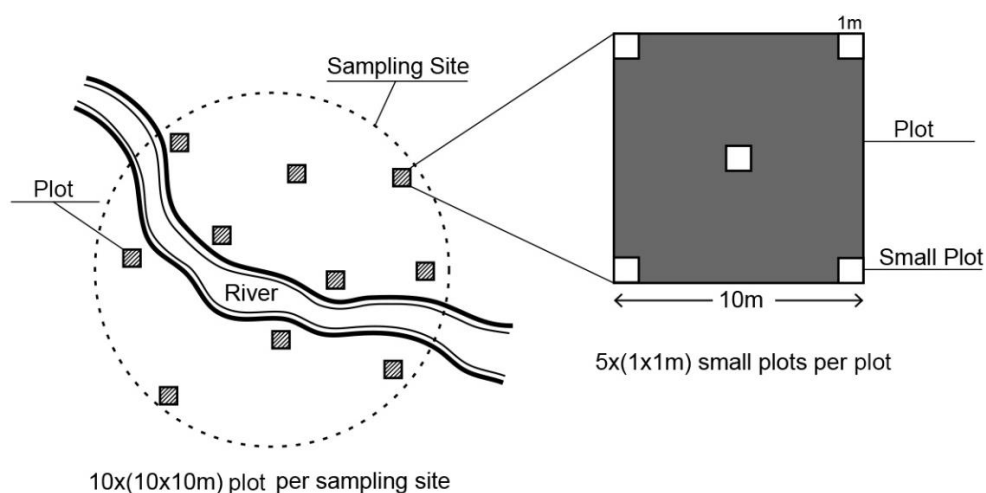 1m
Sampling Site
Plot
Plot
Small Plot
River
10m
5x(1x1m) small plots per plot
10x(10x10m) plot per sampling site